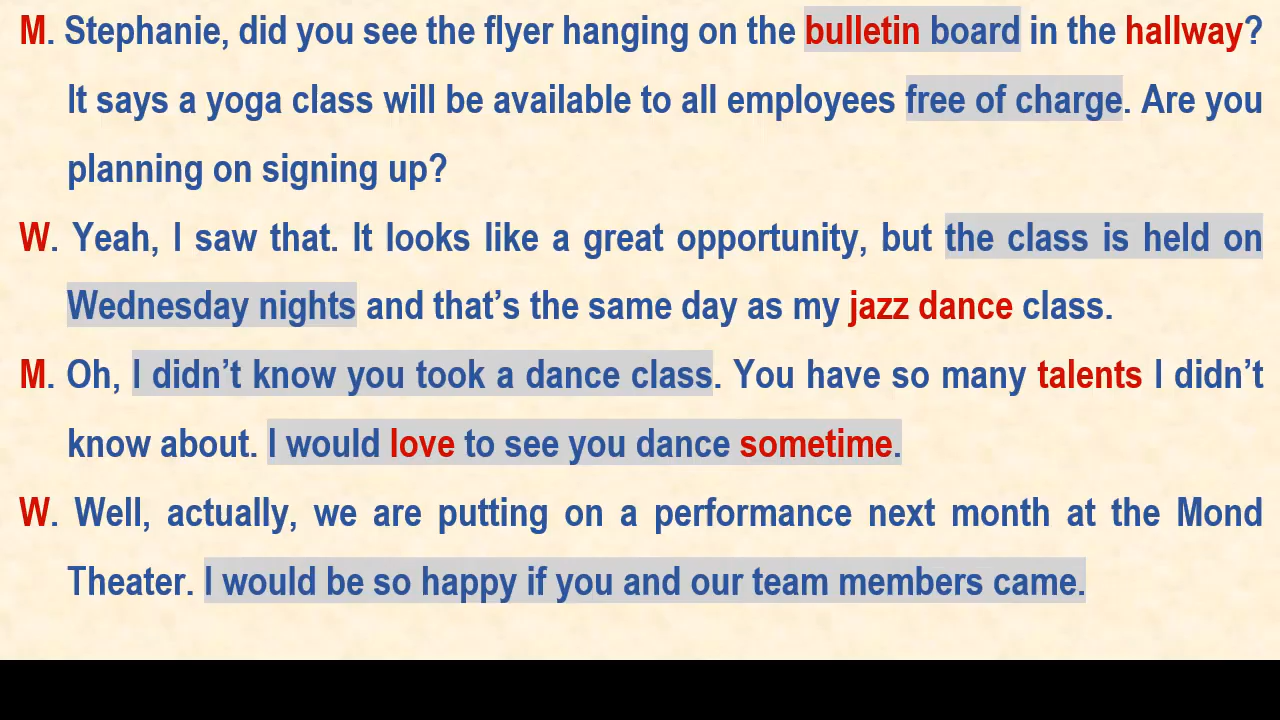 M. Stephanie, did you see the flyer hanging on the bulletin board in the hallway?
It says a yoga class will be available to all employees free of charge. Are you
planning on signing up?
W. Yeah, I saw that. It looks like a great opportunity, but the class is held on
Wednesday nights and that’s the same day as my jazz dance class.
M. Oh, I didn’t know you took a dance class. You have so many talents I didn’t
know about. I would love to see you dance sometime.
W. Well, actually, we are putting on a performance next month at the Mond
Theater. I would be so happy if you and our team members came.